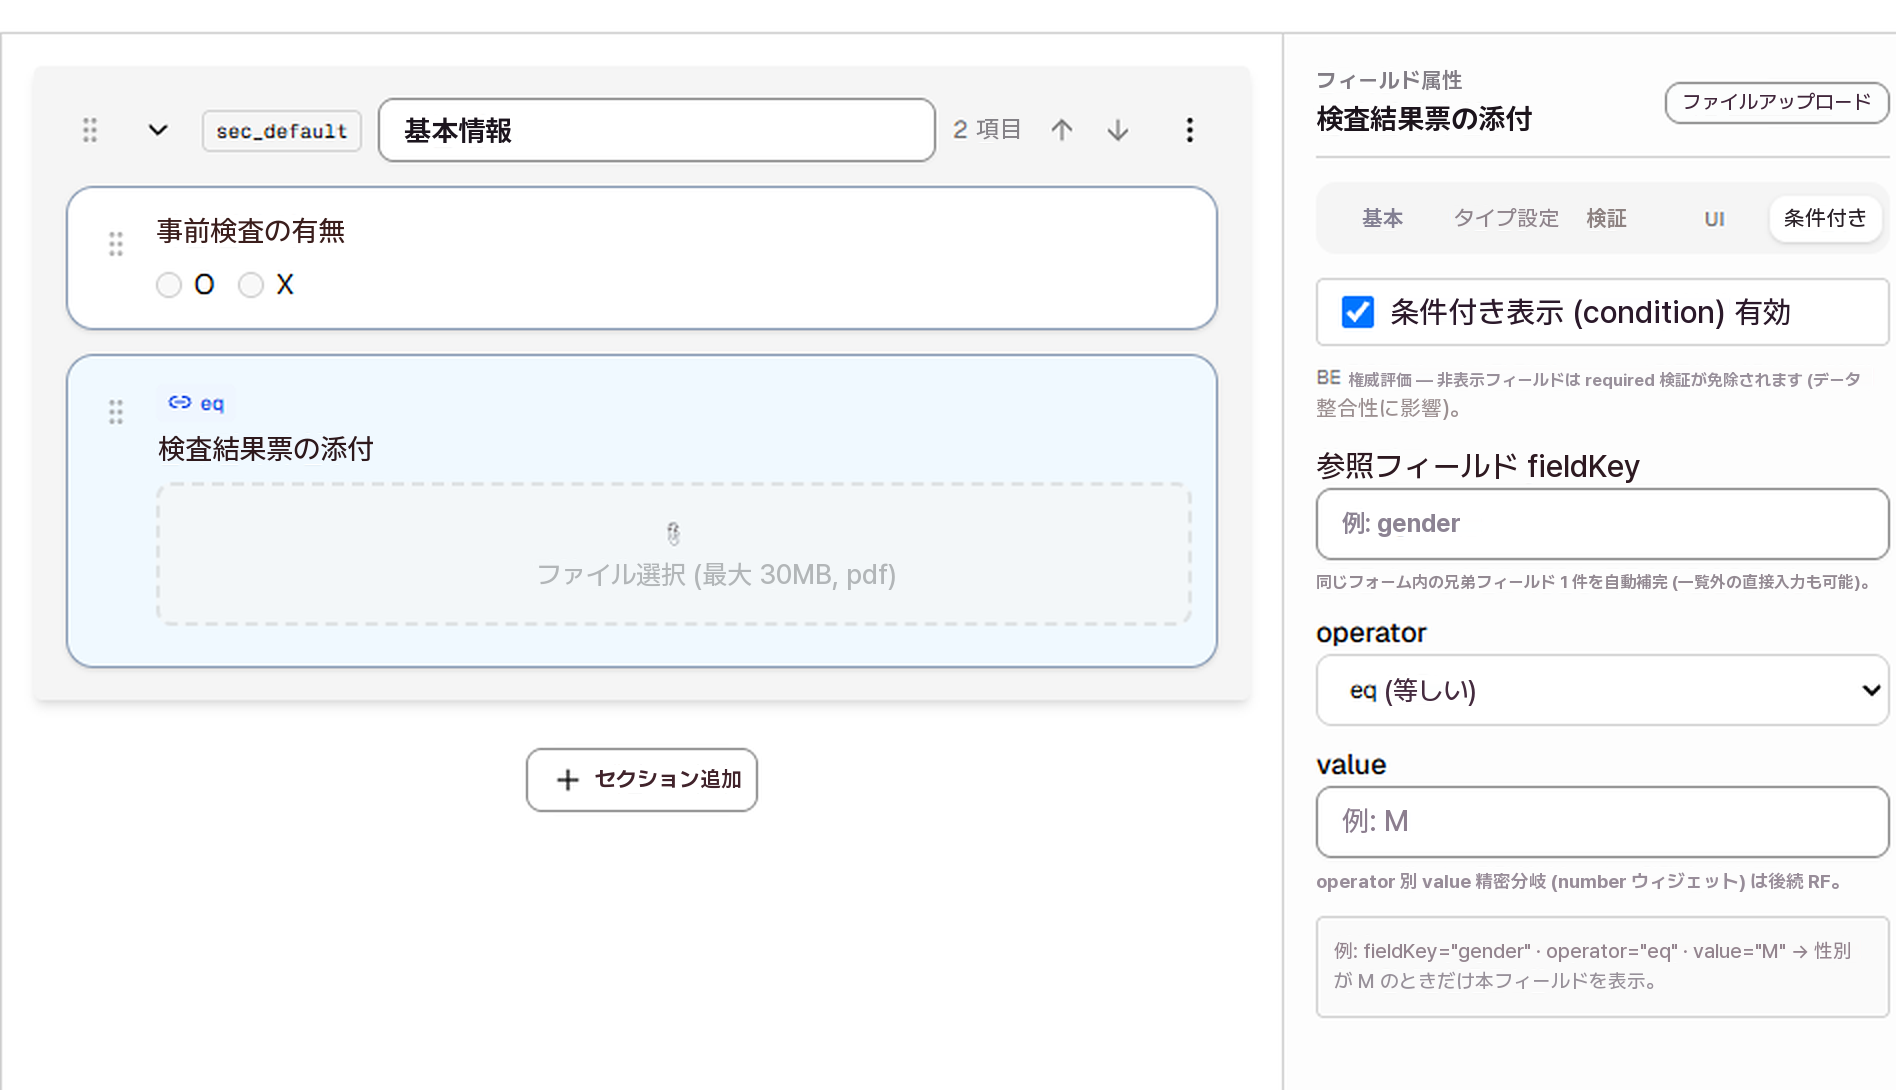 sec_default
基本情報
2 項目
事前検査の有無
O
X
eq
検査結果票の添付
ファイル選択 (最大 30MB, pdf)
セクション追加
フィールド属性
検査結果票の添付
ファイルアップロード
基本
タイプ設定
検証
UI
条件付き
条件付き表示 (condition) 有効
BE 権威評価 — 非表示フィールドは required 検証が免除されます (データ
整合性に影響)。
参照フィールド fieldKey
例: gender
同じフォーム内の兄弟フィールド 1 件を自動補完 (一覧外の直接入力も可能)。
operator
eq (等しい)
value
例: M
operator 別 value 精密分岐 (number ウィジェット) は後続 RF。
例: fieldKey="gender" · operator="eq" · value="M" → 性別
が M のときだけ本フィールドを表示。